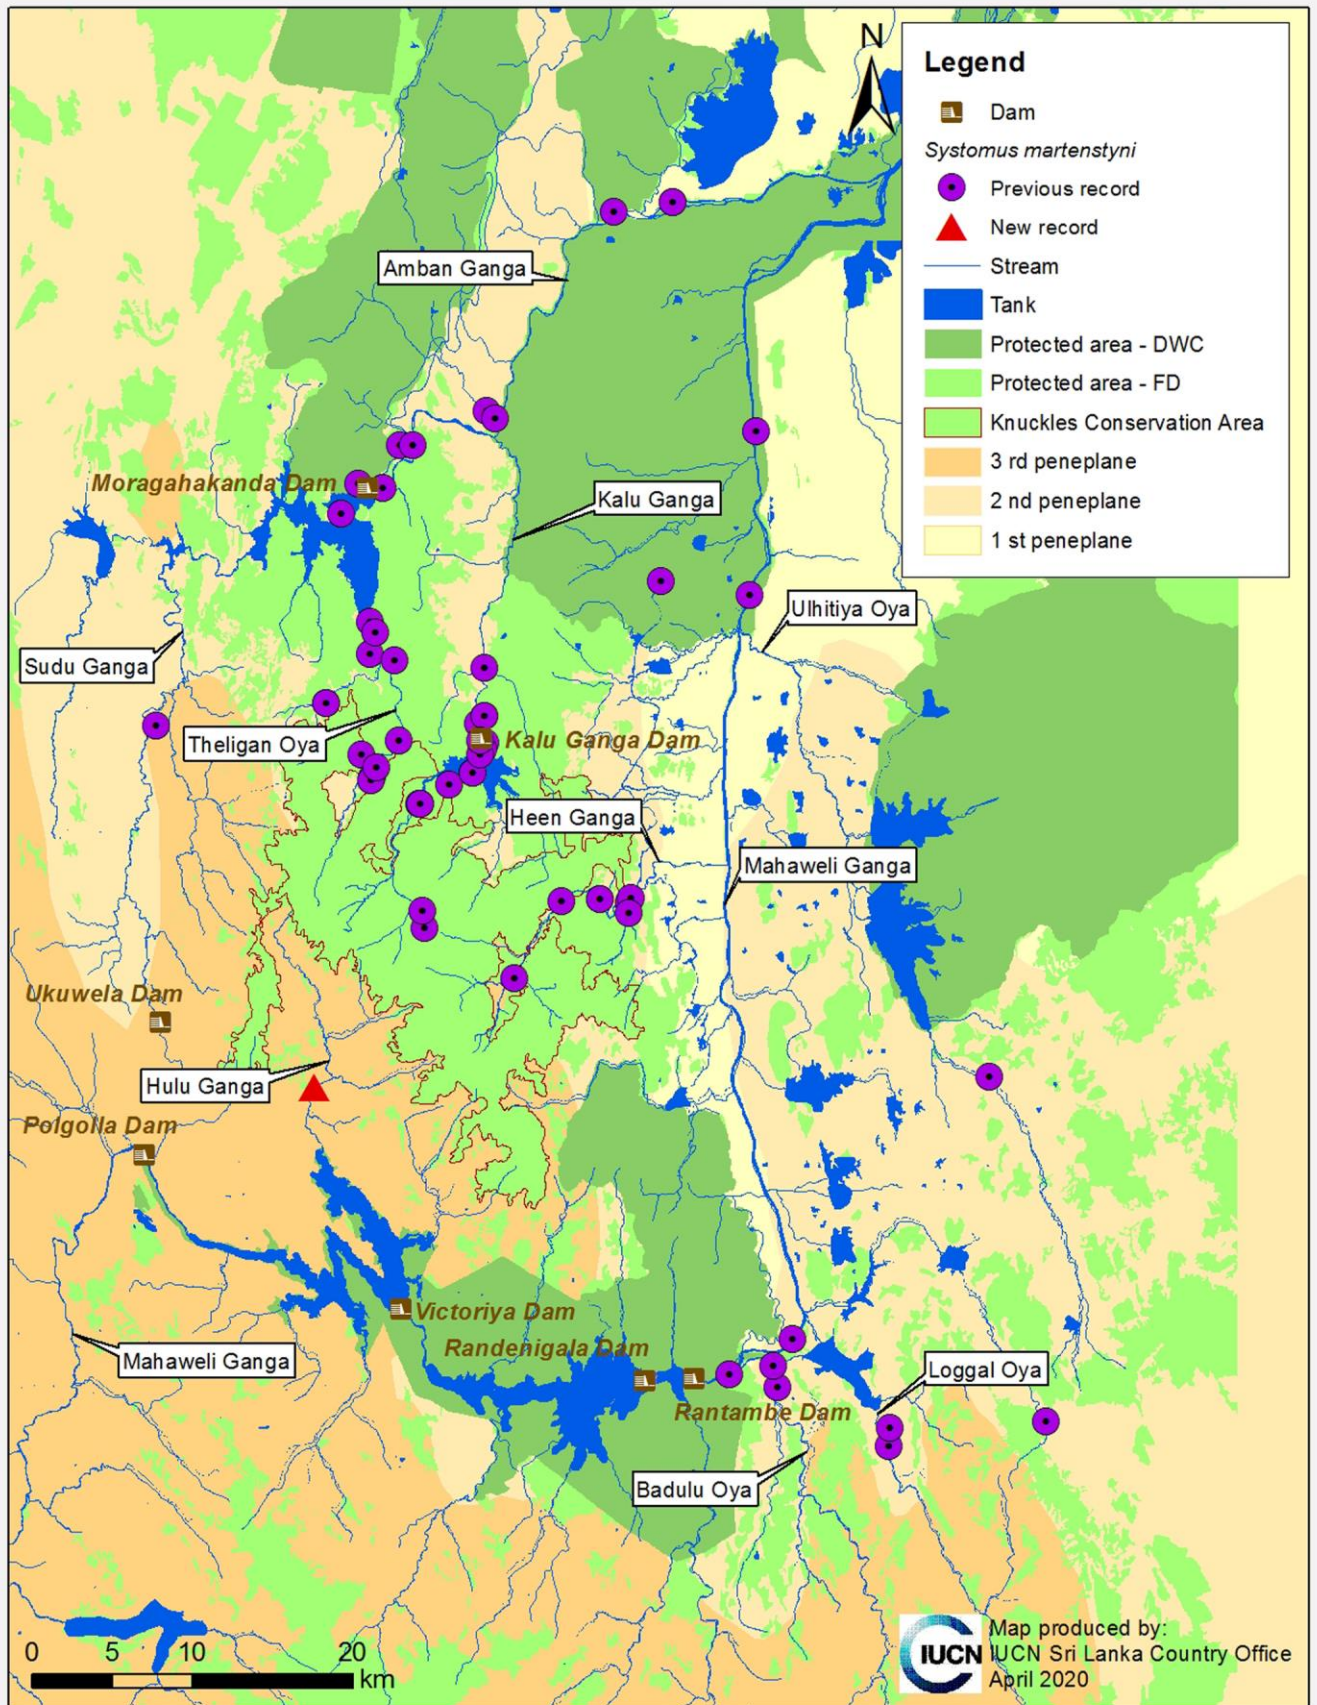 N
Legend
Dam
Systomus martenstyni
Previous record
New record
Stream
Tank
Protected area - DWC
Protected area - FD
Knuckles Conservation Area
3 rd peneplane
2 nd peneplane
1 st peneplane
Amban Ganga
Moragahakanda Dam
Kalu Ganga
Ulhitiya Oya
Sudu Ganga
Theligan Oya
Kalu Ganga Dam
Heen Ganga
Mahaweli Ganga
Ukuwela Dam
Hulu Ganga
Polgolla Dam
Victoriya Dam
Randenigala Dam
Mahaweli Ganga
Loggal Oya
Rantambe Dam
Badulu Oya
0 5 10 20
km
IUCN
Map produced by:
IUCN Sri Lanka Country Office
April 2020